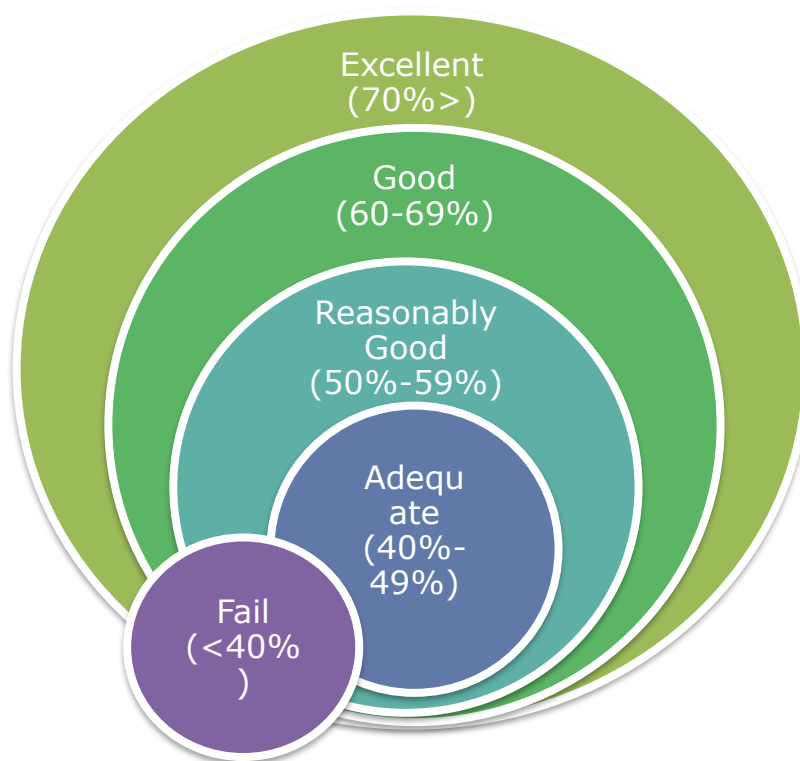 Excellent
(70%>)
Good
(60-69%)
Reasonably
Good
(50%-59%)
Adequ
ate
(40%-
49%)
Fail
(<40%
)